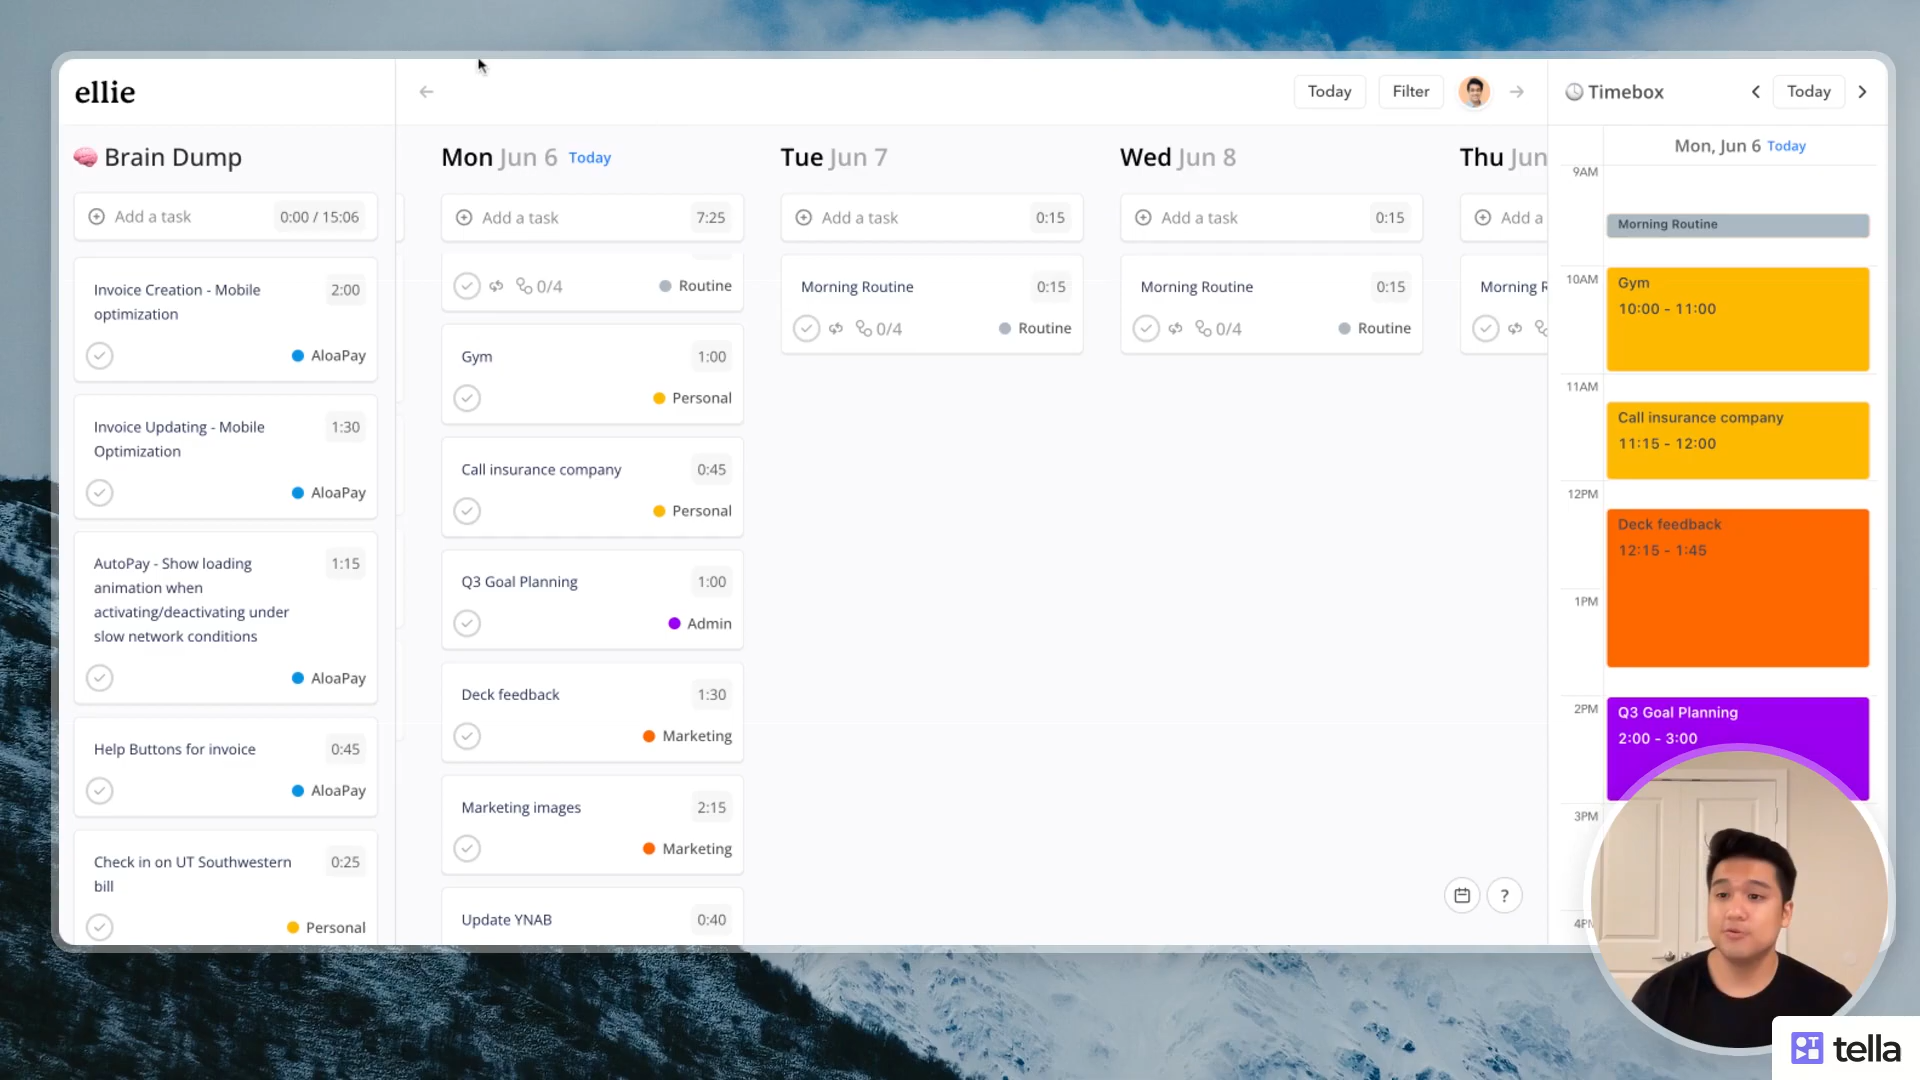 ellie
🧠 Brain Dump
Add a task 0:00 / 15:06
Invoice Creation - Mobile 2:00
optimization
AloaPay
Invoice Updating - Mobile 1:30
Optimization
AloaPay
AutoPay - Show loading 1:15
animation when
activating/deactivating under
slow network conditions
AloaPay
Help Buttons for invoice 0:45
AloaPay
Check in on UT Southwestern 0:25
bill
Personal
Today Filter
Mon Jun 6 Today
Add a task 7:25
0/4 Routine
Gym 1:00
Personal
Call insurance company 0:45
Personal
Q3 Goal Planning 1:00
Admin
Deck feedback 1:30
Marketing
Marketing images 2:15
Marketing
Update YNAB 0:40
Tue Jun 7
Add a task 0:15
Morning Routine 0:15
0/4 Routine
Wed Jun 8
Add a task 0:15
Morning Routine 0:15
0/4 Routine
Thu Jun
Add a
Morning R
?
Timebox < Today >
Mon, Jun 6 Today
9AM
Morning Routine
10AM
Gym
10:00 - 11:00
11AM
Call insurance company
11:15 - 12:00
12PM
Deck feedback
12:15 - 1:45
1PM
2PM
Q3 Goal Planning
2:00 - 3:00
3PM
4PM
tella